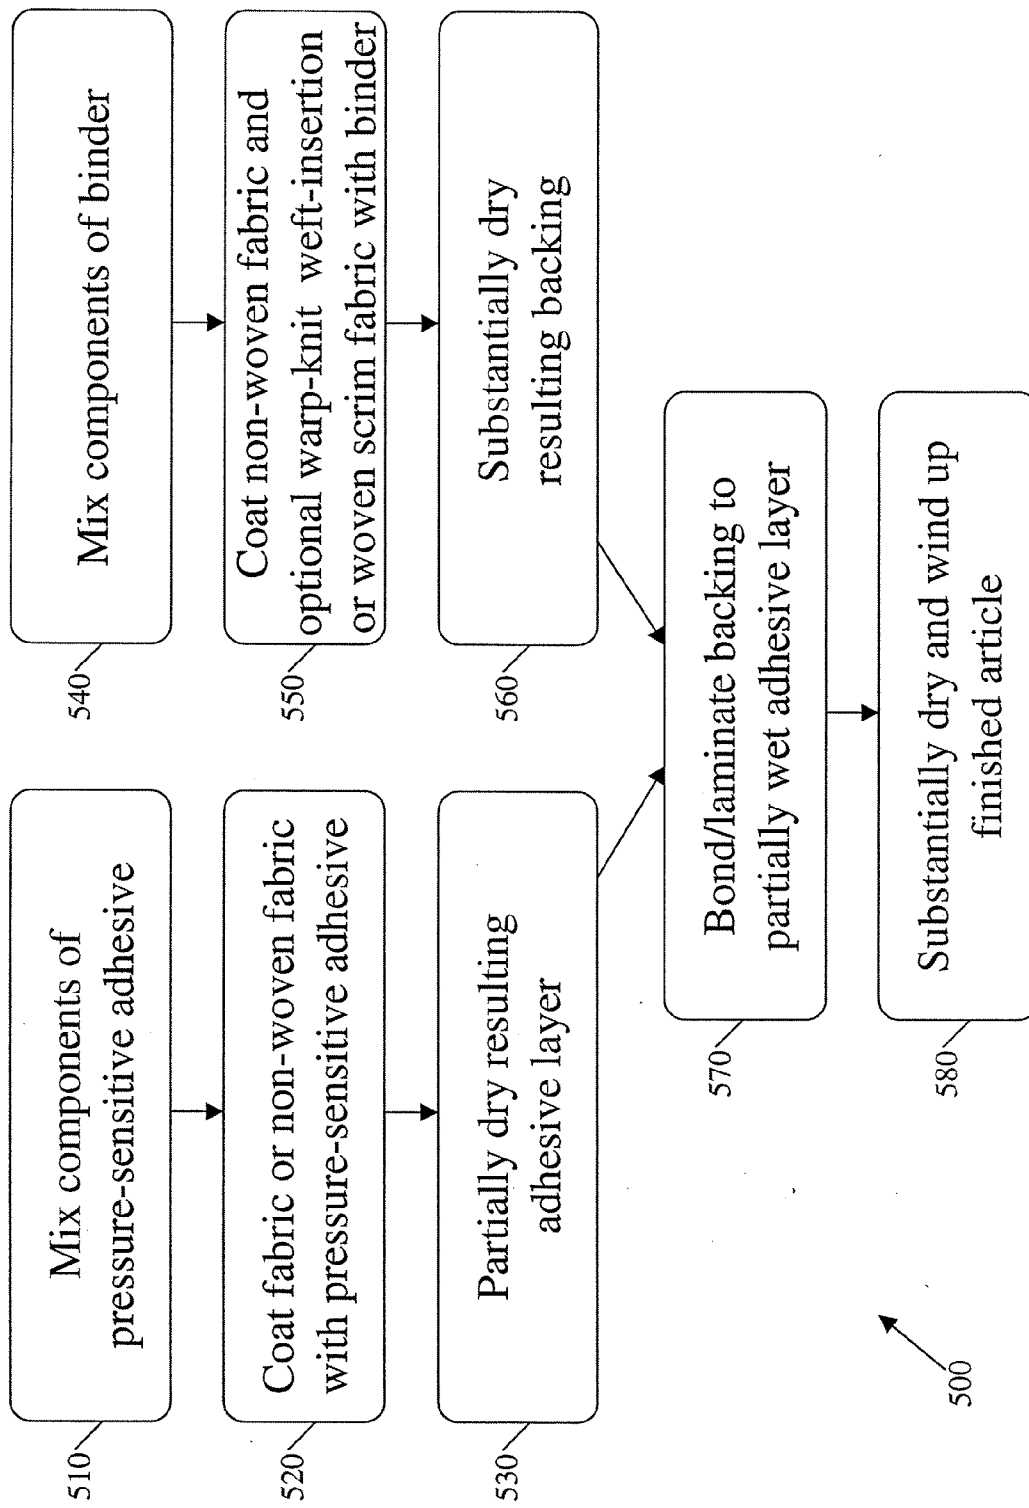 510
Mix components of
pressure-sensitive adhesive
520
Coat fabric or non-woven fabric
with pressure-sensitive adhesive
530
Partially dry resulting
adhesive layer
540
Mix components of binder
550
Coat non-woven fabric and
optional warp-knit weft-insertion
or woven scrim fabric with binder
560
Substantially dry
resulting backing
570
Bond/laminate backing to
partially wet adhesive layer
580
Substantially dry and wind up
finished article
500